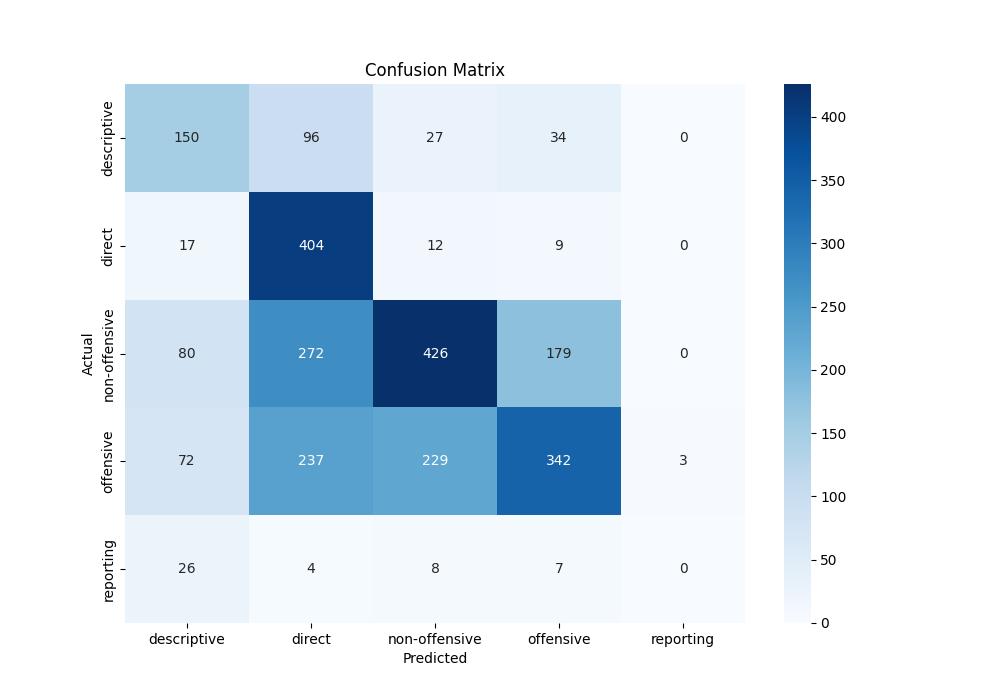 Confusion Matrix
Actual
descriptive
150 96 27 34 0
direct
17 404 12 9 0
non-offensive
80 272 426 179 0
offensive
72 237 229 342 3
reporting
26 4 8 7 0
descriptive direct non-offensive offensive reporting
Predicted
400
350
300
250
200
150
100
50
0